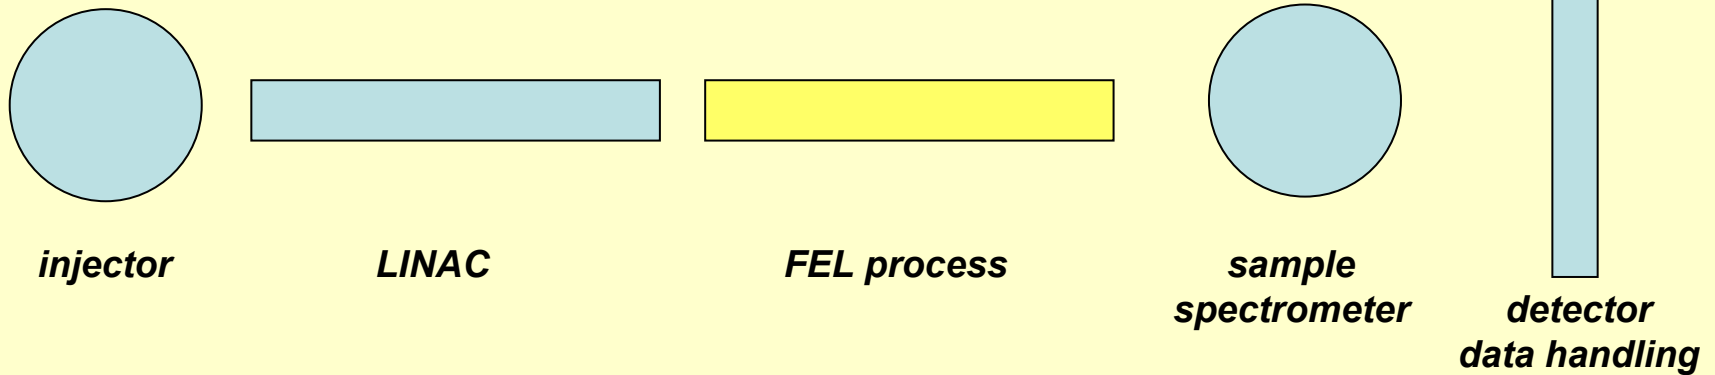 injector
LINAC
FEL process
sample
spectrometer
detector
data handling